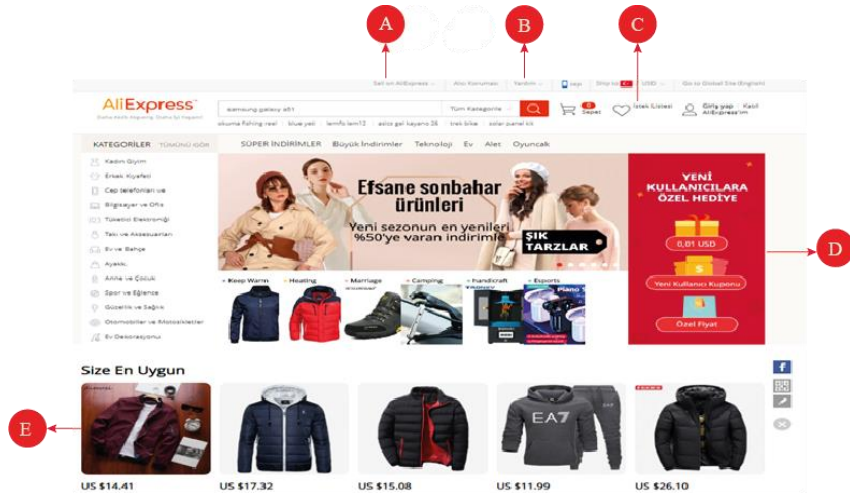 A
B
C
Sell on AliExpress
Alıcı Koruması
Yardım
Ship to
USD
Go to Global Site (English)
AliExpress
samsung galaxy a51
Tüm Kategorile
0
Sepet
İstek Listesi
Giriş yap
Katıl
AliExpress'im
okuma fishing reel
blue yeti
lemfo lem12
asics gel kayano 26
trek bike
solar panel kit
KATEGORİLER
TÜMÜNÜ GÖR
SÜPER İNDİRİMLER
Büyük İndirimler
Teknoloji
Ev
Alet
Oyuncak
Kadın Giyim
Erkek Kıyafeti
Cep telefonları ve
Bilgisayar ve Ofis
Tüketici Elektroniği
Takı ve Aksesuarları
Ev ve Bahçe
Ayakk.
Anne ve Çocuk
Spor ve Eğlence
Güzellik ve Sağlık
Otomobiller ve Motosikletler
Ev Dekorasyonu
Efsane sonbahar
ürünleri
Yeni sezonun en yenileri
%50'ye varan indirimle
ŞIK
TARZLAR
Keep Warm
Heating
Marriage
Camping
Handicraft
Esports
YENİ
KULLANICILARA
ÖZEL HEDİYE
0,01 USD
$
Yeni Kullanıcı Kuponu
Özel Fiyat
D
Size En Uygun
f
E
EA7
US $14.41
US $17.32
US $15.08
US $11.99
US $26.10